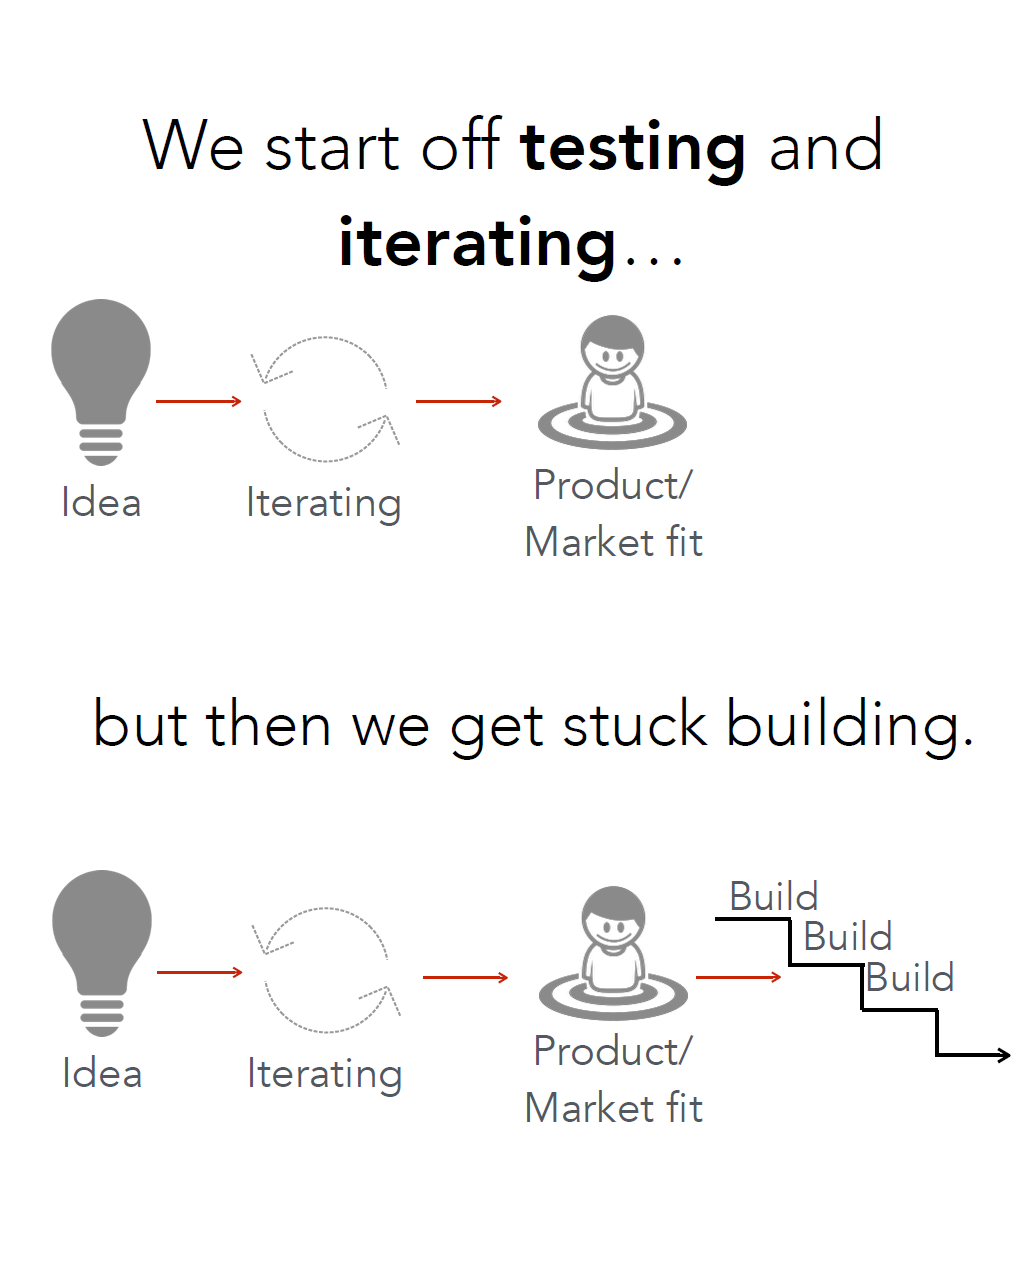 We start off testing and
iterating...
Idea
Iterating
Product/
Market fit
but then we get stuck building.
Build
Build
Build
Idea
Iterating
Product/
Market fit